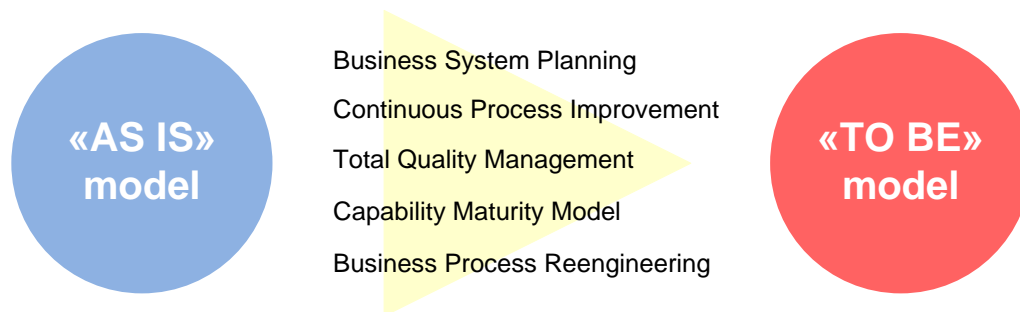 «AS IS»
model
Business System Planning
Continuous Process Improvement
Total Quality Management
Capability Maturity Model
Business Process Reengineering
«TO BE»
model